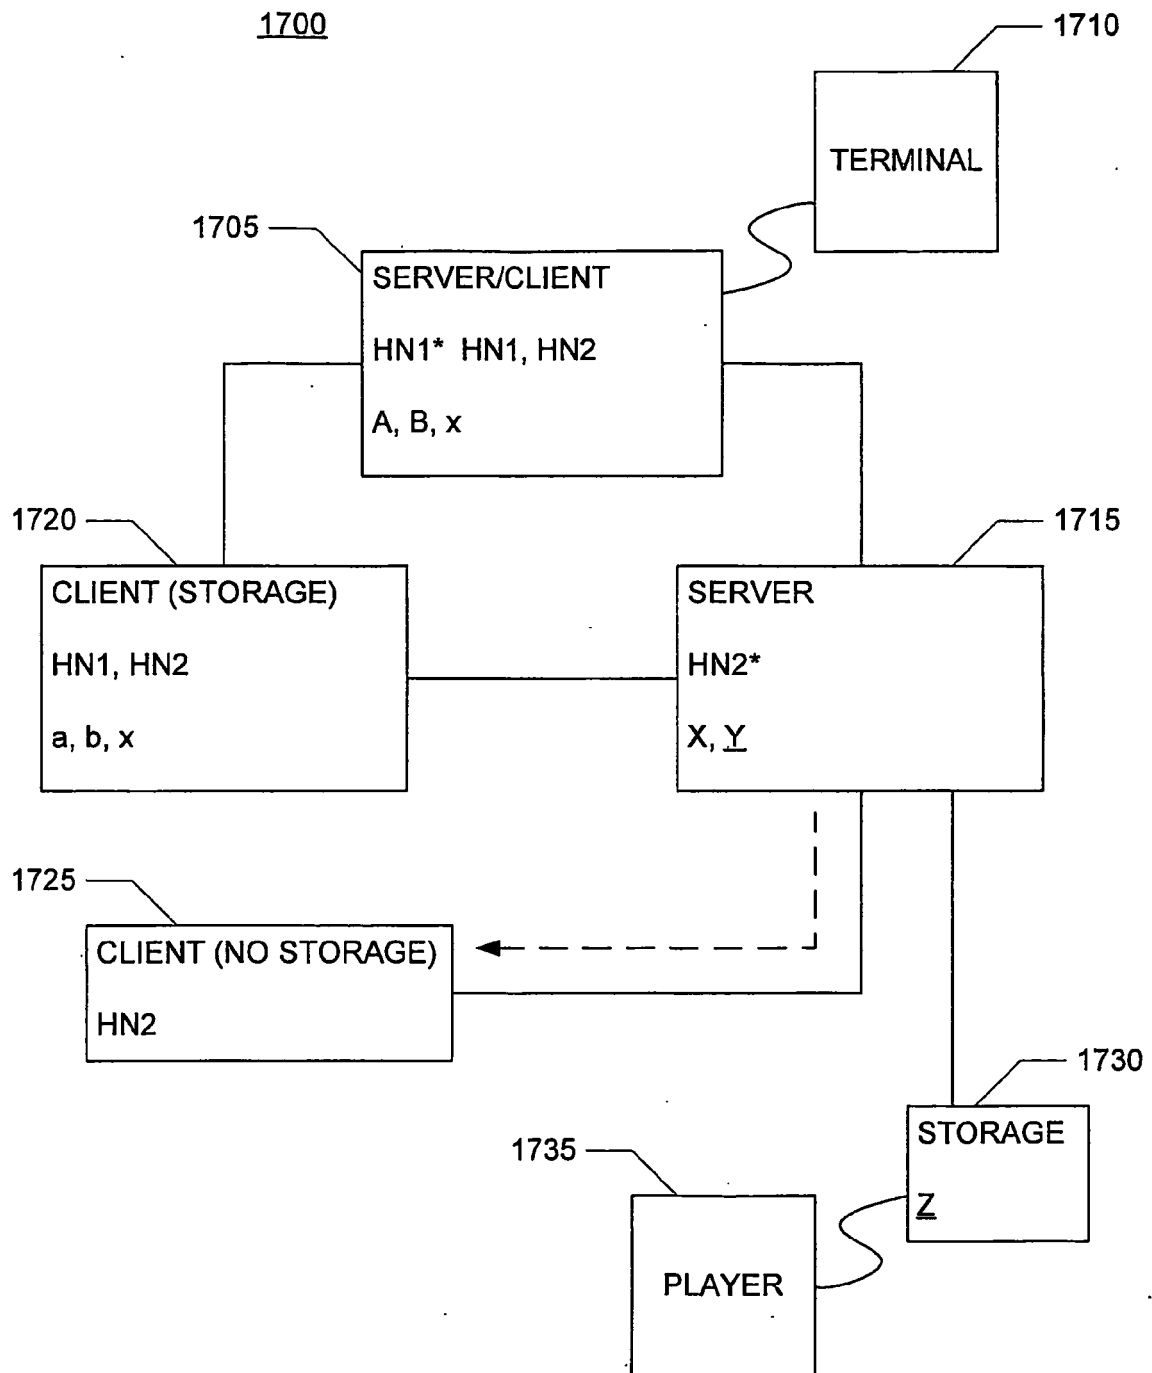 1700
1710
TERMINAL
1705
SERVER/CLIENT
HN1* HN1, HN2
A, B, x
1720
CLIENT (STORAGE)
HN1, HN2
a, b, x
1715
SERVER
HN2*
X, Y
1725
CLIENT (NO STORAGE)
HN2
1730
STORAGE
Z
1735
PLAYER